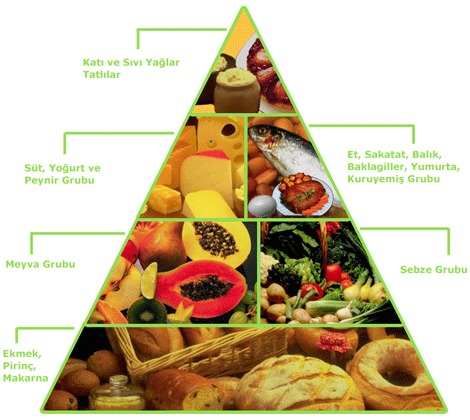 Katı ve Sıvı Yağlar
Tatlılar
Süt, Yoğurt ve
Peynir Grubu
Et, Sakatat, Balık,
Baklagiller, Yumurta,
Kuruyemiş Grubu
Meyva Grubu
Sebze Grubu
Ekmek,
Pirinç,
Makarna